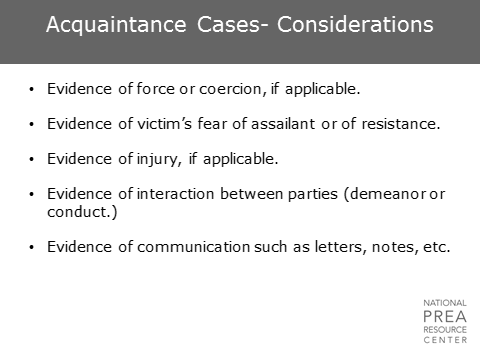 Acquaintance Cases- Considerations
• Evidence of force or coercion, if applicable.
• Evidence of victim’s fear of assailant or of resistance.
• Evidence of injury, if applicable.
• Evidence of interaction between parties (demeanor or
conduct.)
• Evidence of communication such as letters, notes, etc.
NATIONAL
PREA
RESOURCE
CENTER